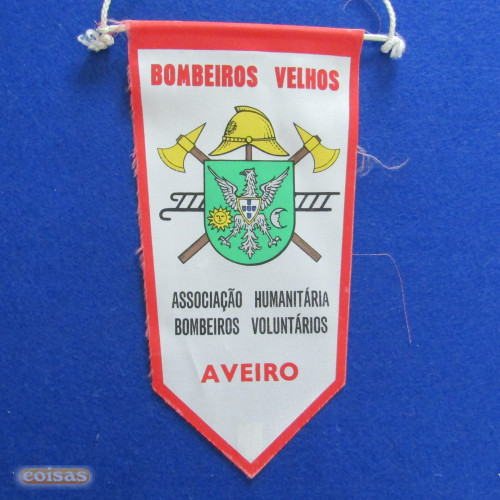 BOMBEIROS VELHOS
ASSOCIAÇÃO HUMANITÁRIA
BOMBEIROS VOLUNTÁRIOS
AVEIRO
coisas